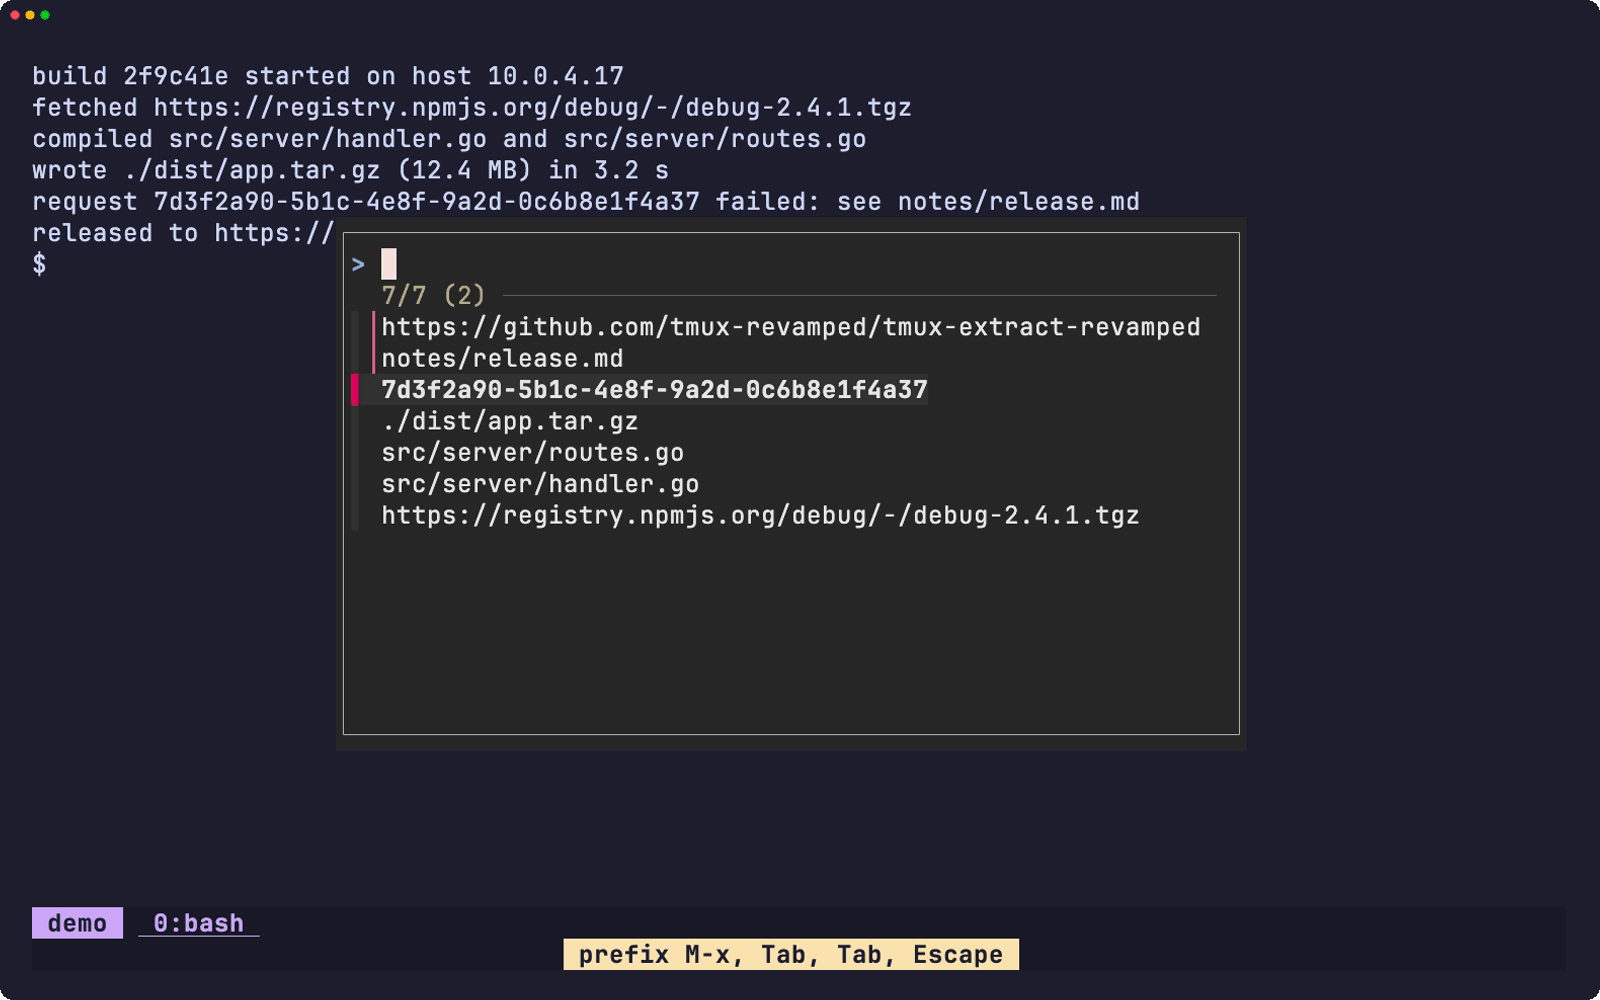 build 2f9c41e started on host 10.0.4.17
fetched https://registry.npmjs.org/debug/-/debug-2.4.1.tgz
compiled src/server/handler.go and src/server/routes.go
wrote ./dist/app.tar.gz (12.4 MB) in 3.2 s
request 7d3f2a90-5b1c-4e8f-9a2d-0c6b8e1f4a37 failed: see notes/release.md
released to https://
$
>
7/7 (2)
https://github.com/tmux-revamped/tmux-extract-revamped
notes/release.md
7d3f2a90-5b1c-4e8f-9a2d-0c6b8e1f4a37
./dist/app.tar.gz
src/server/routes.go
src/server/handler.go
https://registry.npmjs.org/debug/-/debug-2.4.1.tgz
demo 0:bash
prefix M-x, Tab, Tab, Escape